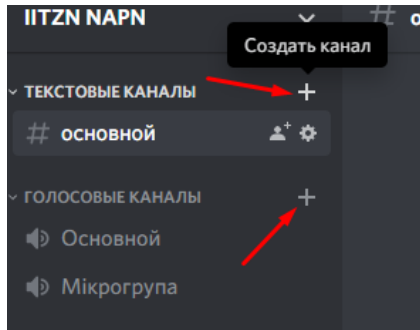 IITZN NAPN
Создать канал
ТЕКСТОВЫЕ КАНАЛЫ
основной
ГОЛОСОВЫЕ КАНАЛЫ
Основной
Мікрогрупа